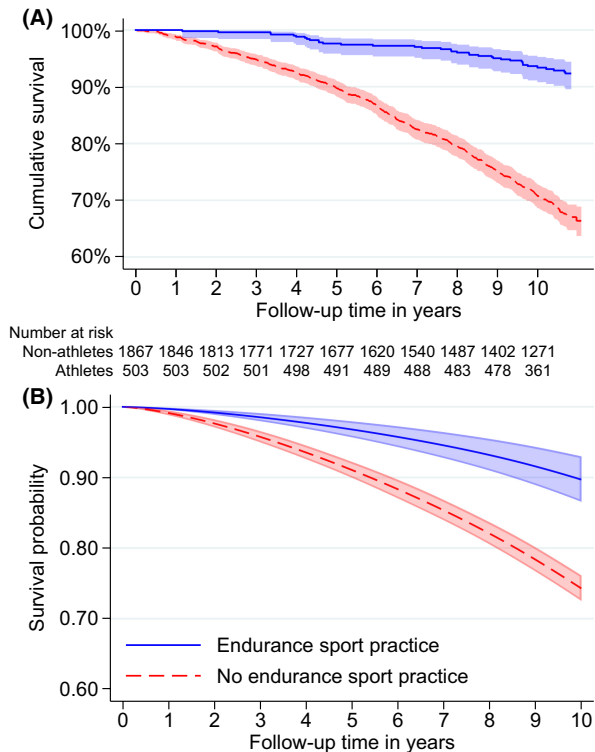 (A)
100%
90%
80%
70%
60%
Cumulative survival
0 1 2 3 4 5 6 7 8 9 10
Follow-up time in years
Number at risk
Non-athletes 1867 1846 1813 1771 1727 1677 1620 1540 1487 1402 1271
Athletes 503 503 502 501 498 491 489 488 483 478 361
(B)
1.00
0.90
0.80
0.70
0.60
Survival probability
Endurance sport practice
No endurance sport practice
0 1 2 3 4 5 6 7 8 9 10
Follow-up time in years